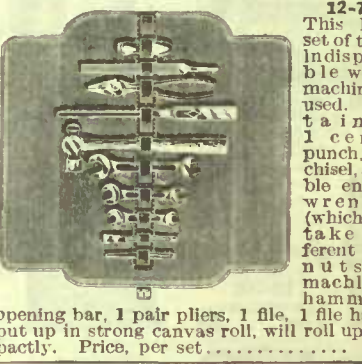 12-7
This
set of t
indisp
ble w
machin
used.
tain
1 cen
punch,
chisel,
ble en
wren
(which
take
ferent
nuts
machi
hamm
opening bar, 1 pair pliers, 1 file, 1 file h
put up in strong canvas roll, will roll up
pactly. Price, per set..................